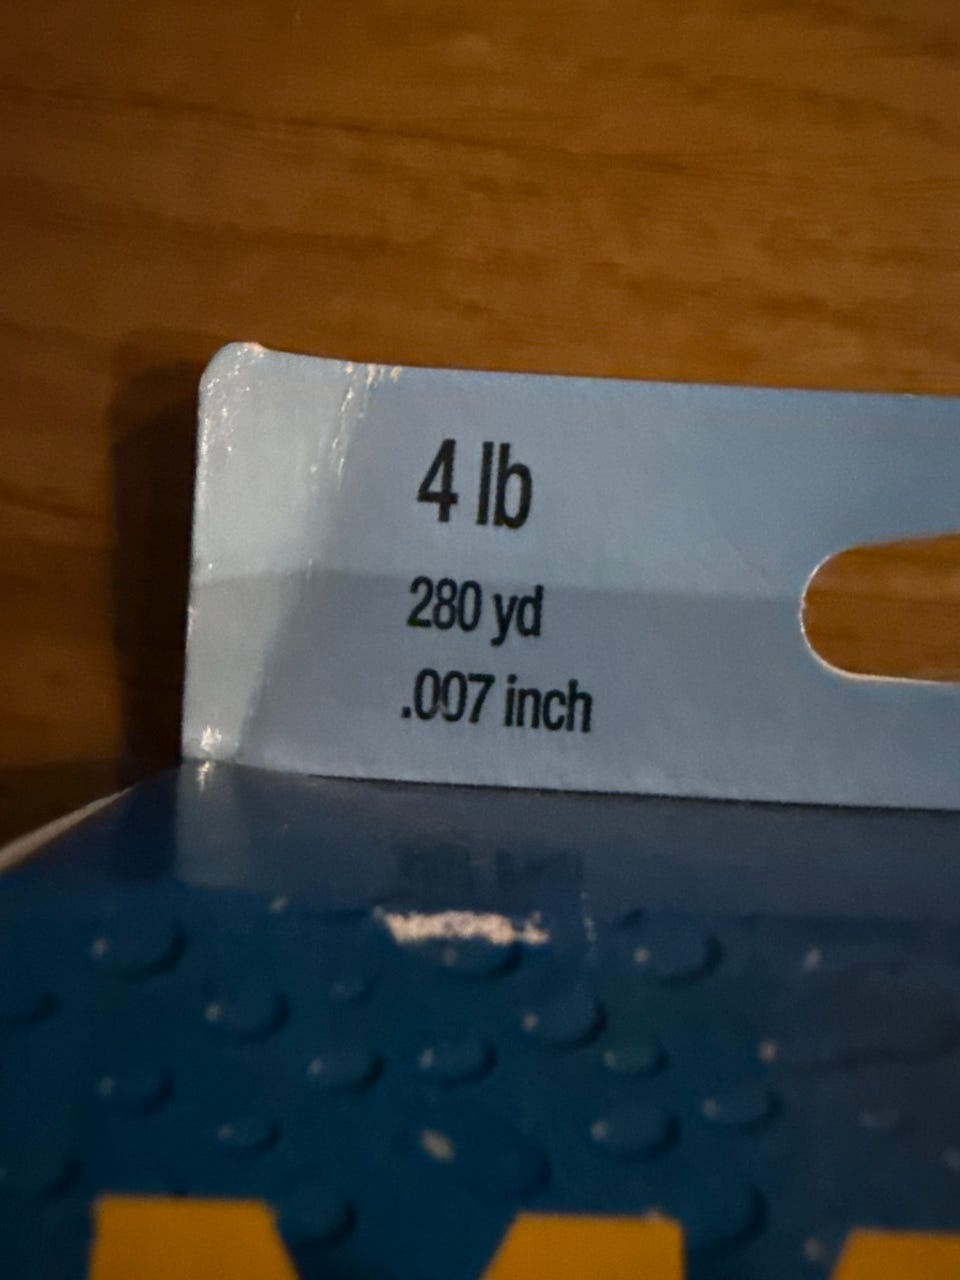 4 lb
280 yd
.007 inch